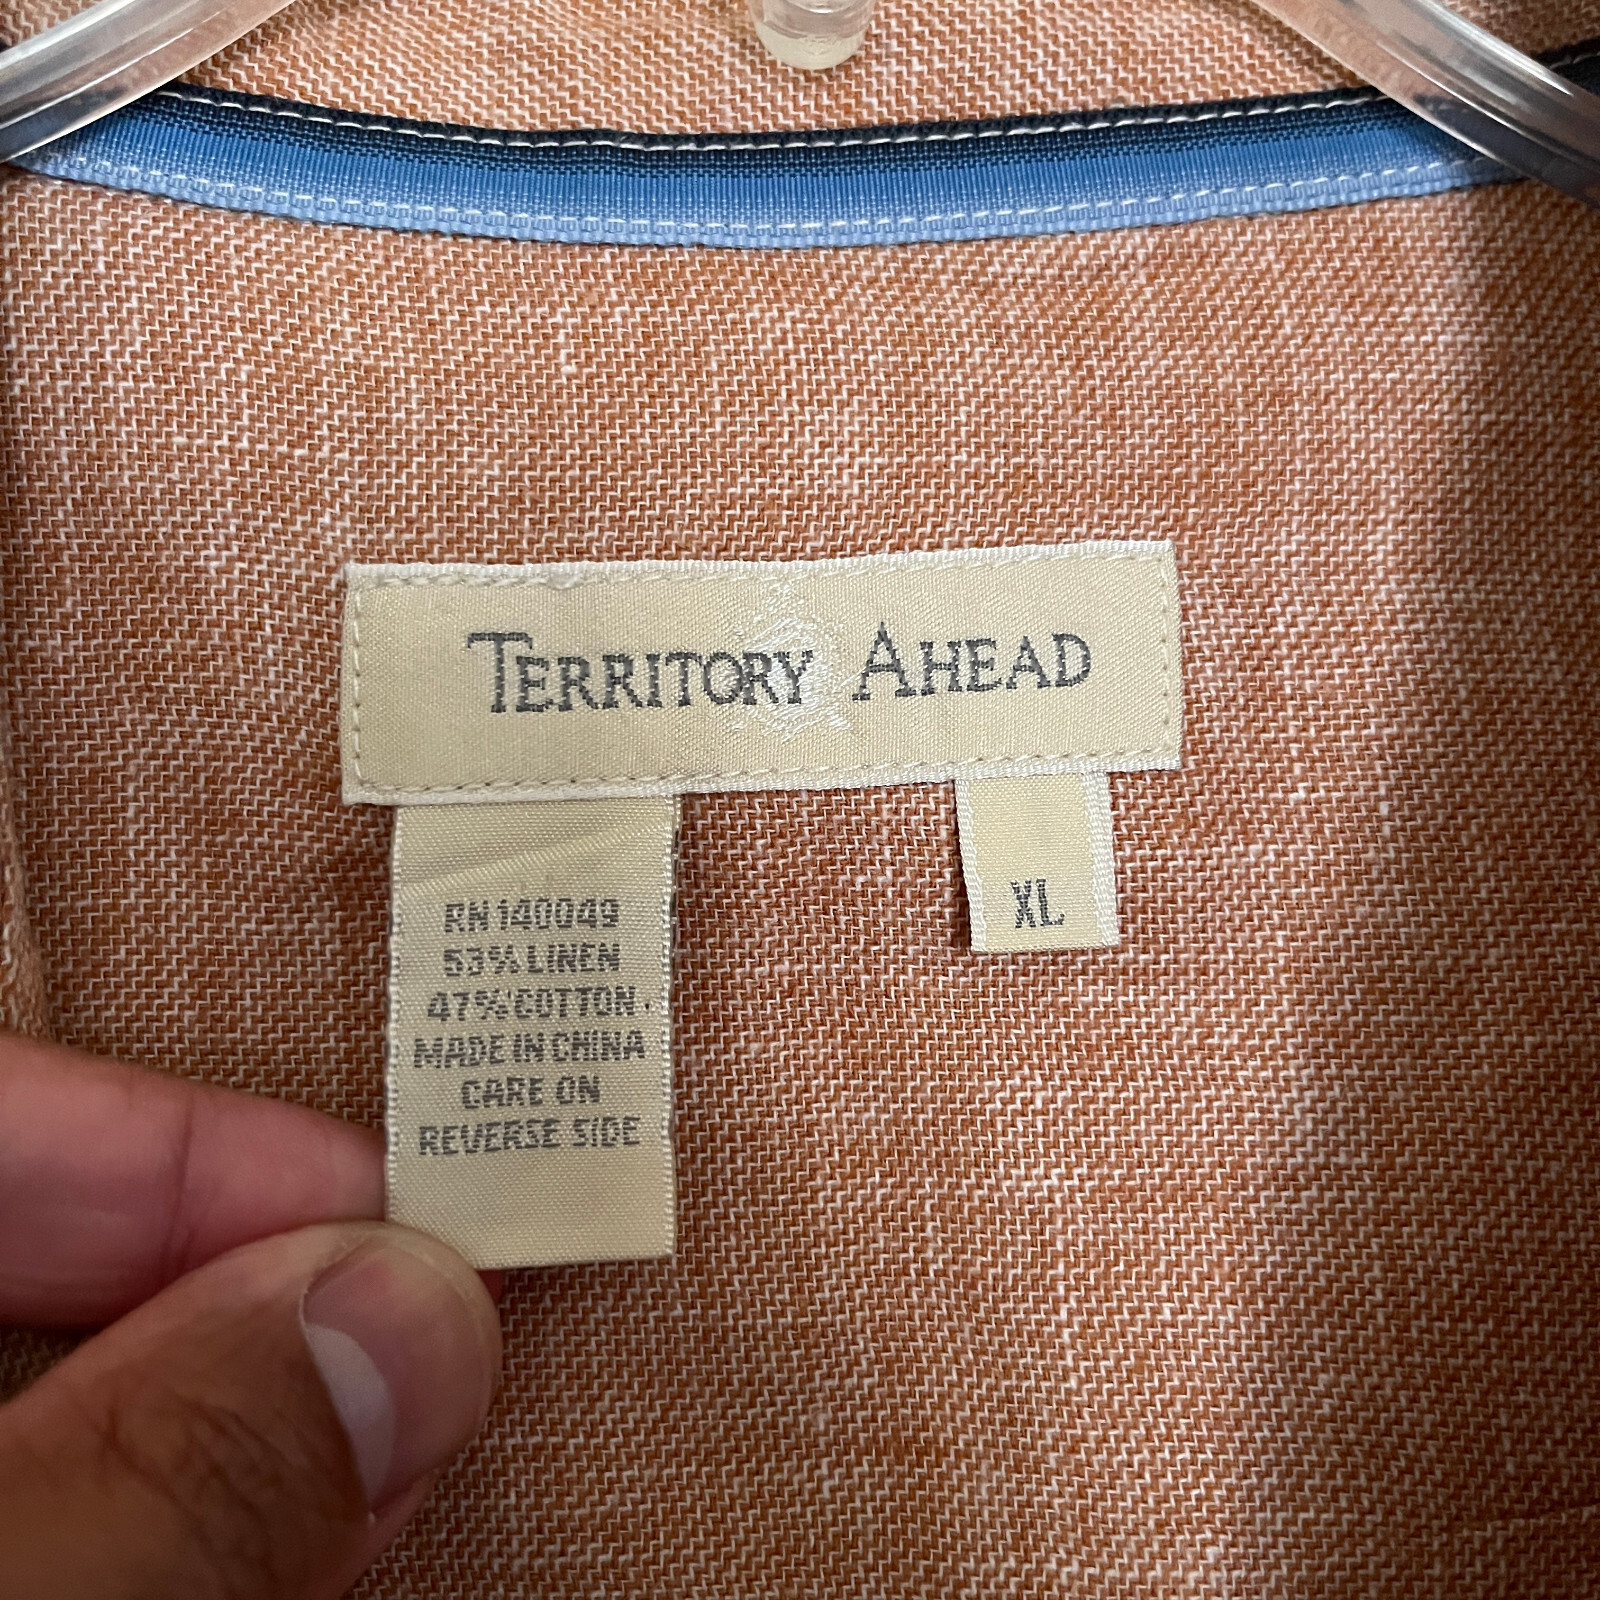 TERRITORY AHEAD
XL
RN 140049
53% LINEN
47% COTTON
MADE IN CHINA
CARE ON
REVERSE SIDE